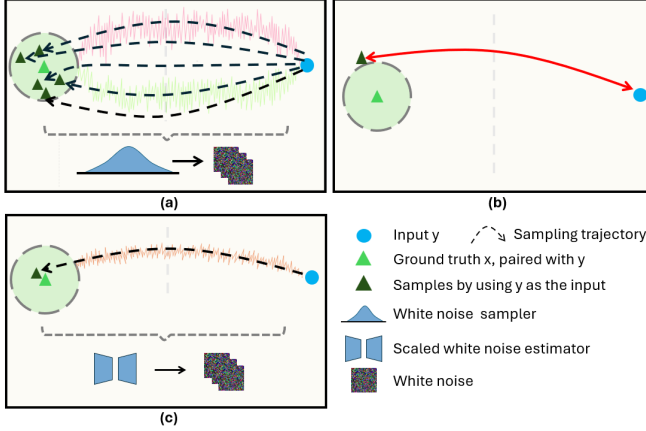 (a)
(b)
(c)
Input y
Sampling trajectory
Ground truth x, paired with y
Samples by using y as the input
White noise sampler
Scaled white noise estimator
White noise